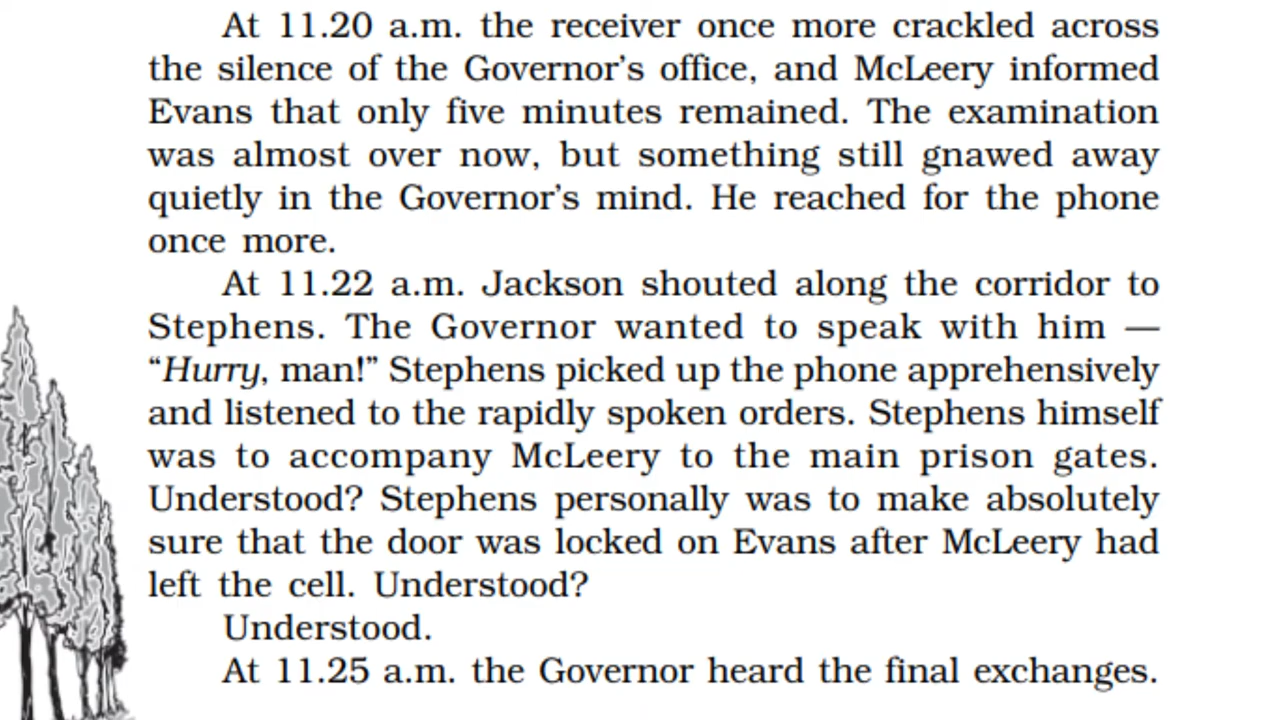 At 11.20 a.m. the receiver once more crackled across
the silence of the Governor’s office, and McLeery informed
Evans that only five minutes remained. The examination
was almost over now, but something still gnawed away
quietly in the Governor’s mind. He reached for the phone
once more.
At 11.22 a.m. Jackson shouted along the corridor to
Stephens. The Governor wanted to speak with him —
“Hurry, man!” Stephens picked up the phone apprehensively
and listened to the rapidly spoken orders. Stephens himself
was to accompany McLeery to the main prison gates.
Understood? Stephens personally was to make absolutely
sure that the door was locked on Evans after McLeery had
left the cell. Understood?
Understood.
At 11.25 a.m. the Governor heard the final exchanges.